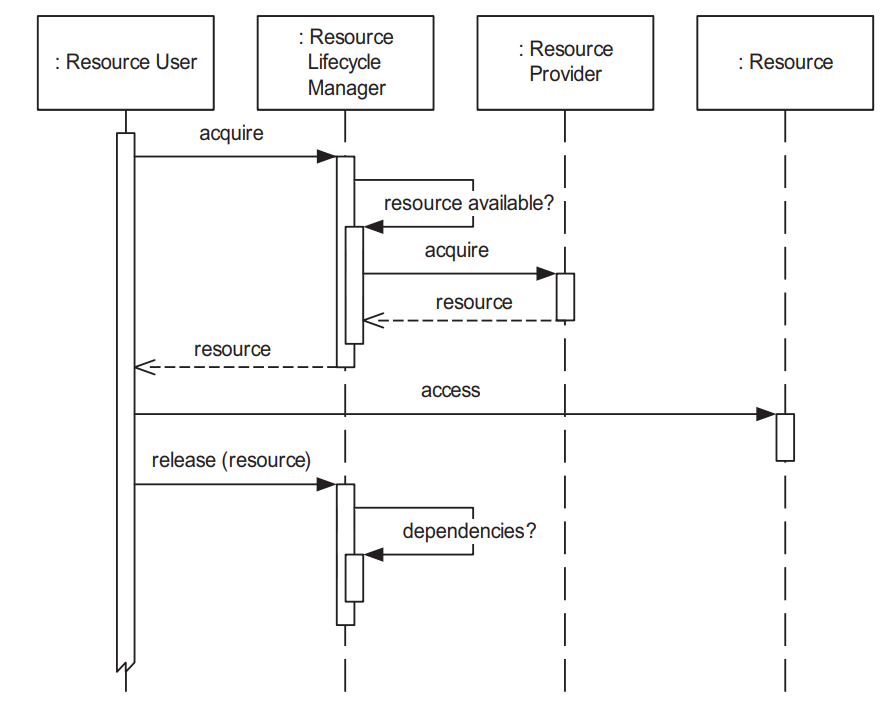 : Resource User
: Resource
Lifecycle
Manager
: Resource
Provider
: Resource
acquire
resource available?
acquire
resource
resource
access
release (resource)
dependencies?